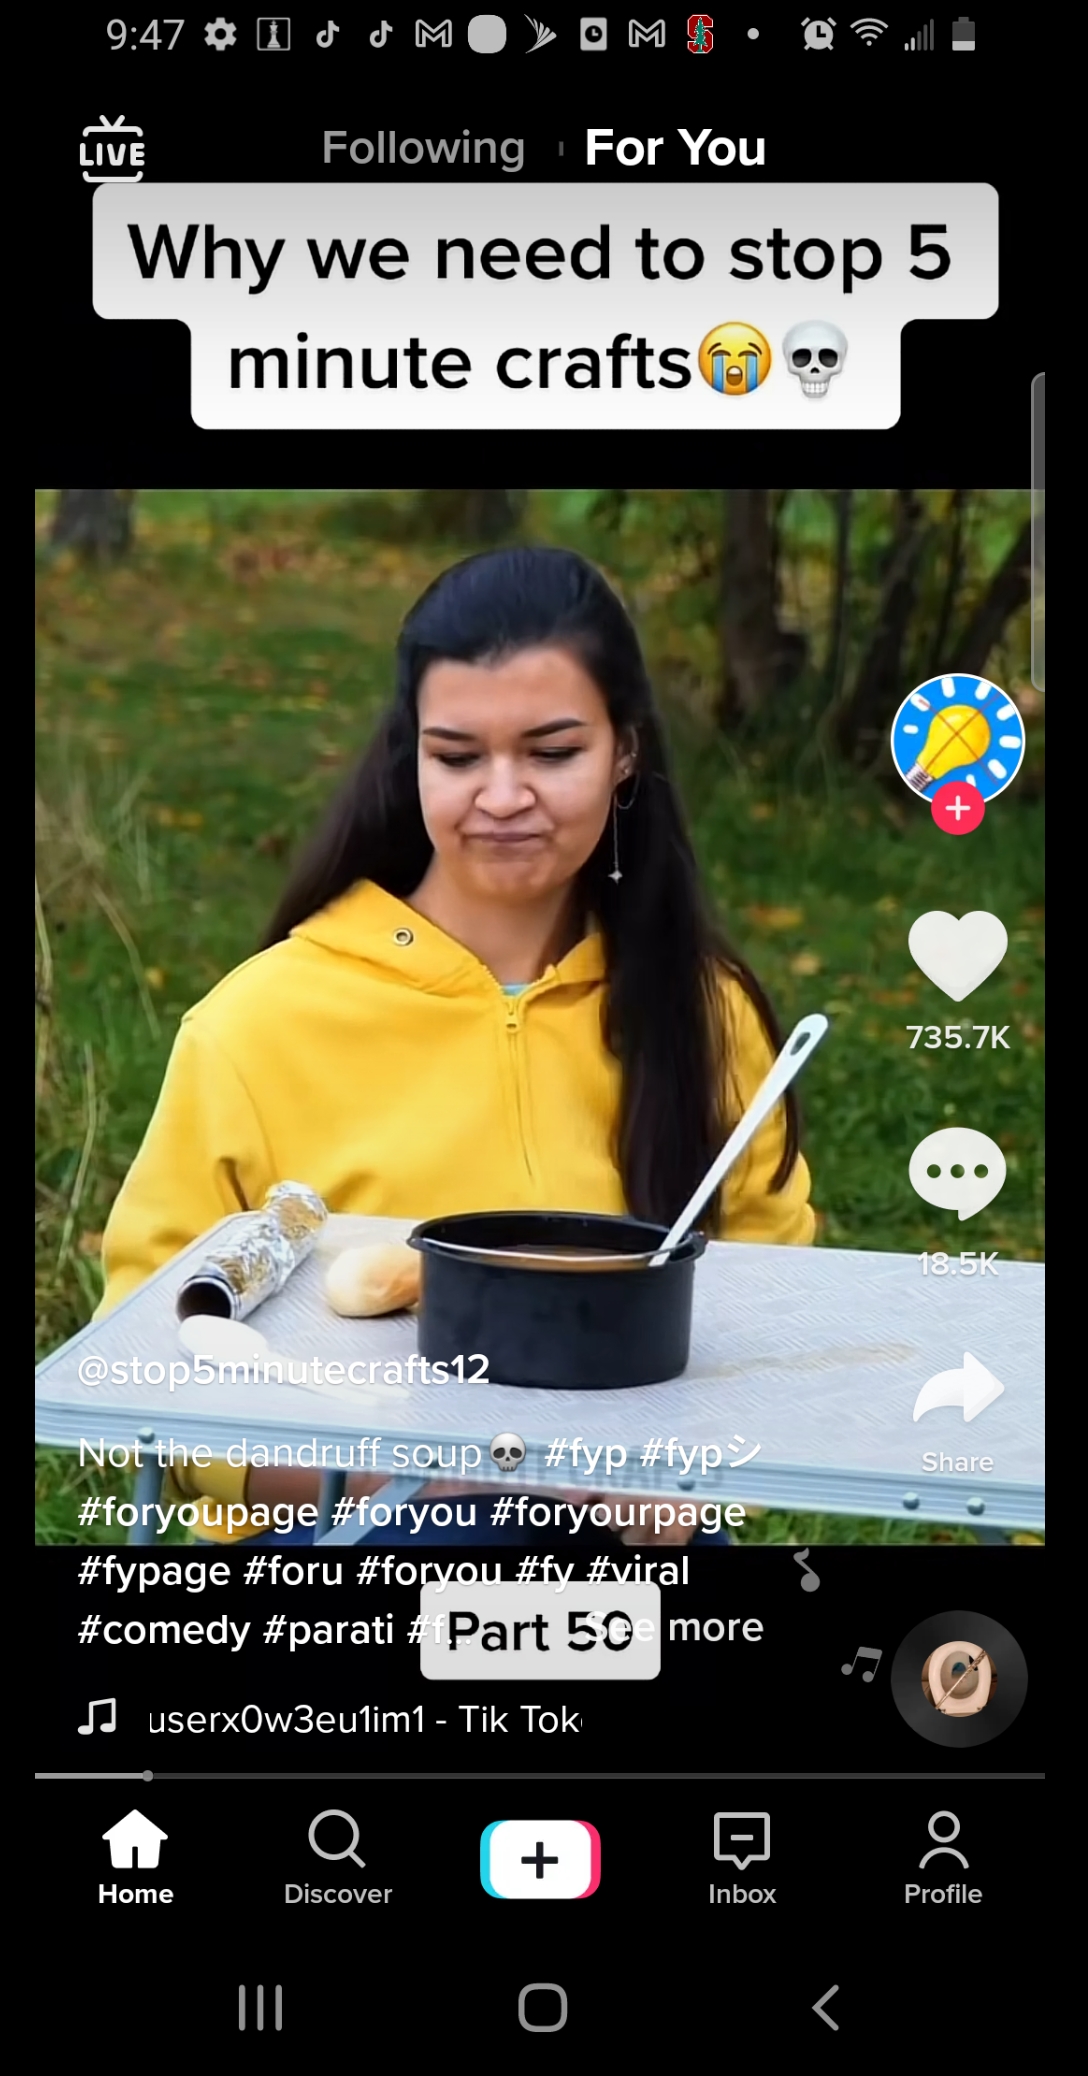 9:47
LIVE
Following
For You
Why we need to stop 5
minute crafts😭💀
735.7K
18.5K
@stop5minutecrafts12
Not the dandruff soup💀 #fyp #fypシ
Share
#foryoupage #foryou #foryourpage
#fypage #foru #foryou #fy #viral
#comedy #parati #f... See more
Part 50
userx0w3eu1im1 - Tik Tok
Home
Discover
Inbox
Profile